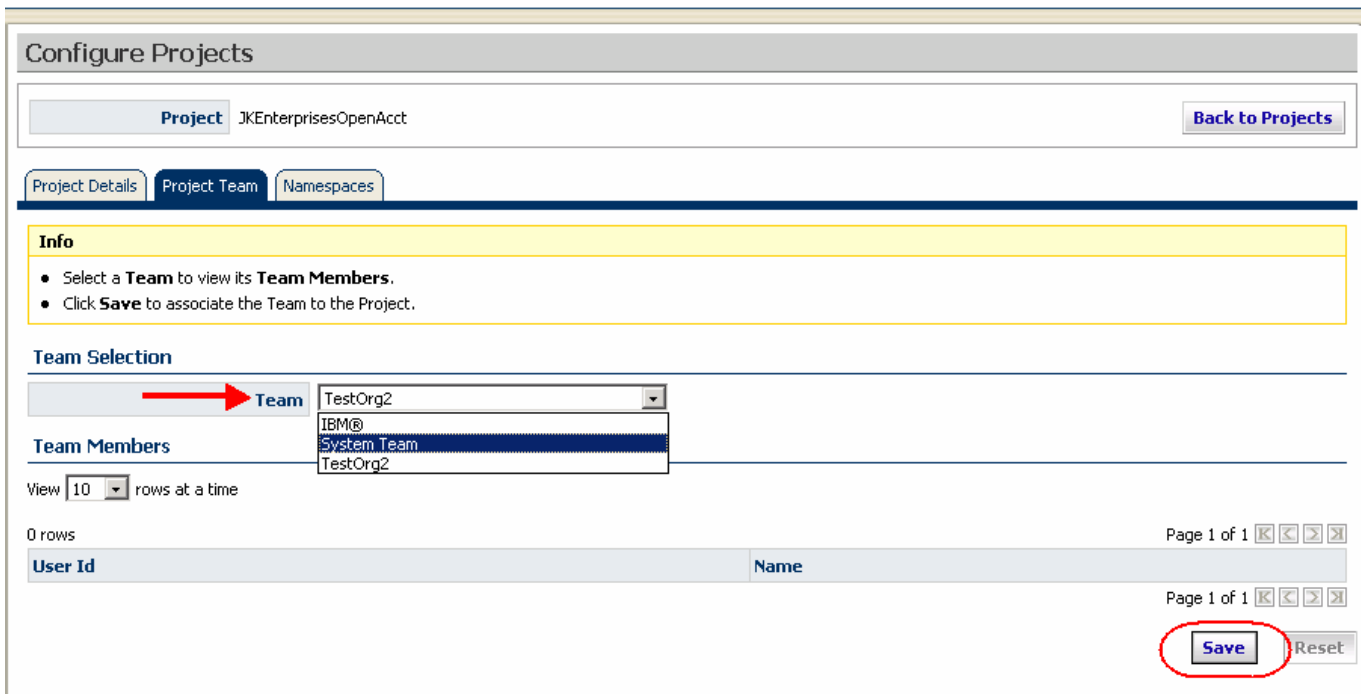 Configure Projects
Project JKEnterprisesOpenAcct Back to Projects
Project Details Project Team Namespaces
Info
• Select a Team to view its Team Members.
• Click Save to associate the Team to the Project.
Team Selection
Team TestOrg2
IBM®
System Team
TestOrg2
Team Members
View 10 rows at a time
0 rows Page 1 of 1
User Id Name
Page 1 of 1
Save Reset